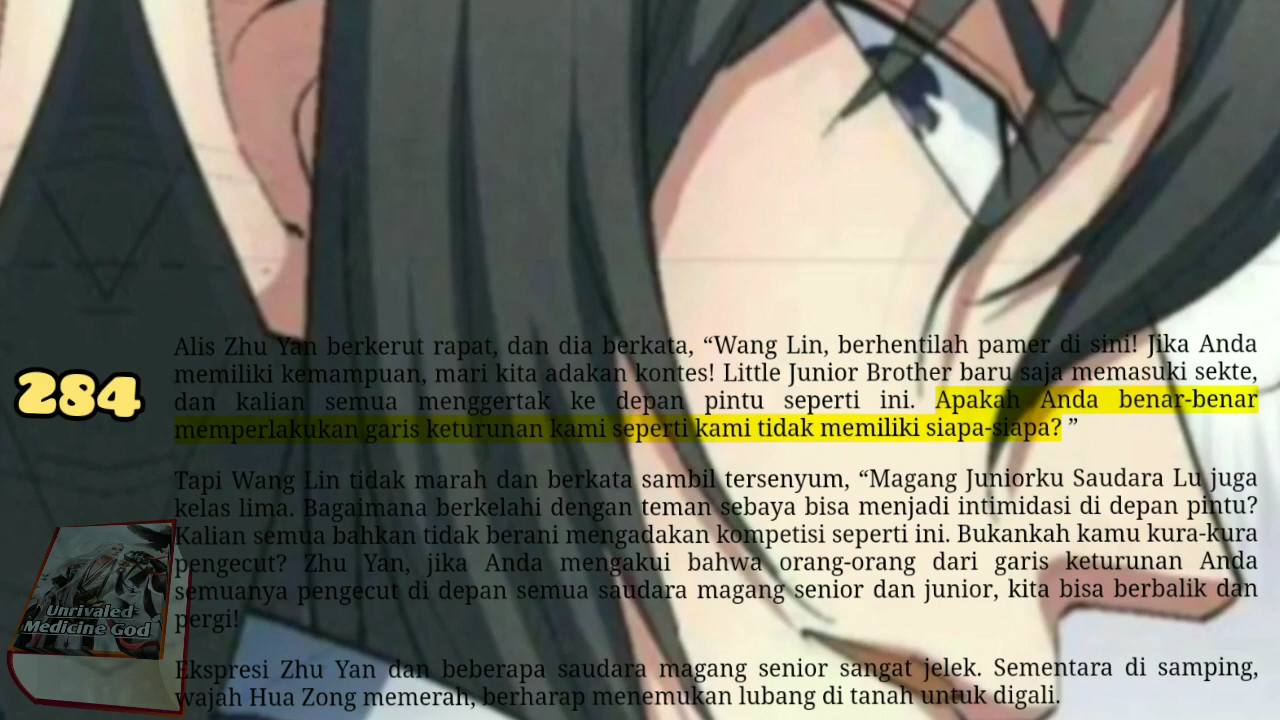 Alis Zhu Yan berkerut rapat, dan dia berkata, “Wang Lin, berhentilah pamer di sini! Jika Anda
memiliki kemampuan, mari kita adakan kontes! Little Junior Brother baru saja memasuki sekte,
dan kalian semua menggertak ke depan pintu seperti ini. Apakah Anda benar-benar
memperlakukan garis keturunan kami seperti kami tidak memiliki siapa-siapa? ”
284
Tapi Wang Lin tidak marah dan berkata sambil tersenyum, “Magang Juniorku Saudara Lu juga
kelas lima. Bagaimana berkelahi dengan teman sebaya bisa menjadi intimidasi di depan pintu?
Kalian semua bahkan tidak berani mengadakan kompetisi seperti ini. Bukankah kamu kura-kura
pengecut? Zhu Yan, jika Anda mengakui bahwa orang-orang dari garis keturunan Anda
semuanya pengecut di depan semua saudara magang senior dan junior, kita bisa berbalik dan
pergi!
Unrivaled
Medicine God
Ekspresi Zhu Yan dan beberapa saudara magang senior sangat jelek. Sementara di samping,
wajah Hua Zong memerah, berharap menemukan lubang di tanah untuk digali.